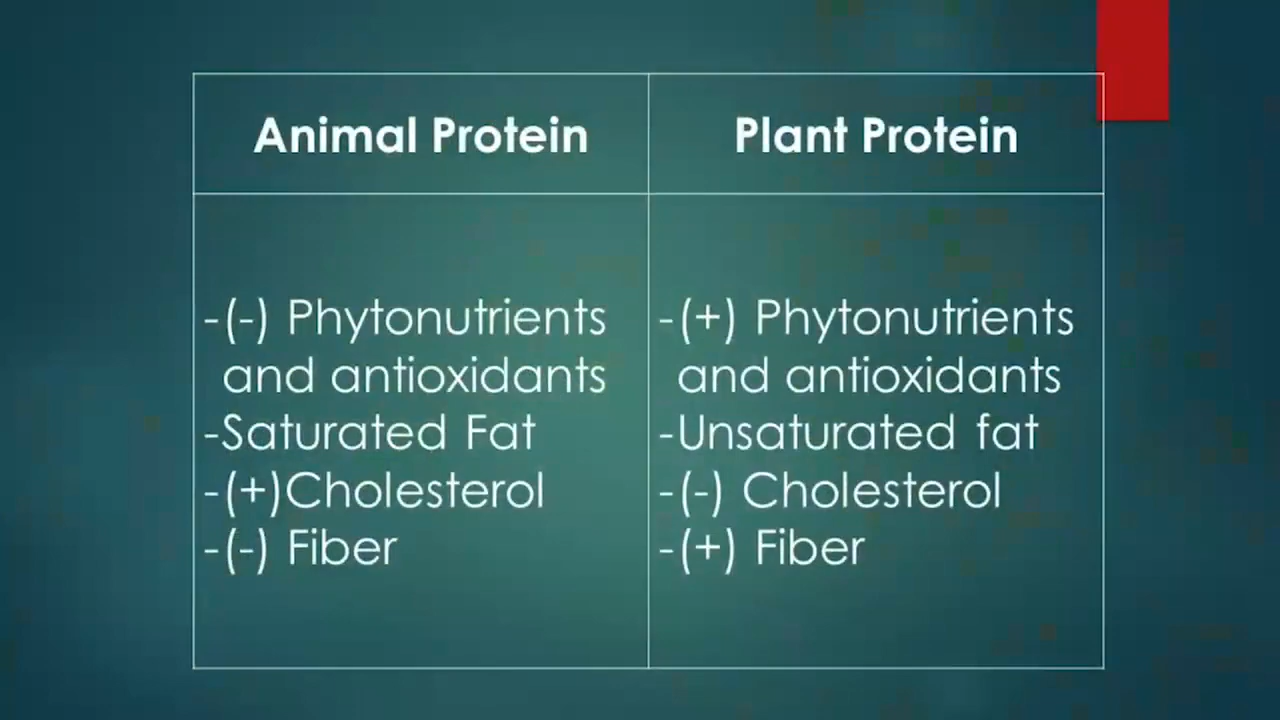 Animal Protein
Plant Protein
-(-) Phytonutrients
and antioxidants
-Saturated Fat
-(+)Cholesterol
-(-) Fiber
-(+) Phytonutrients
and antioxidants
-Unsaturated fat
-(-) Cholesterol
-(+) Fiber